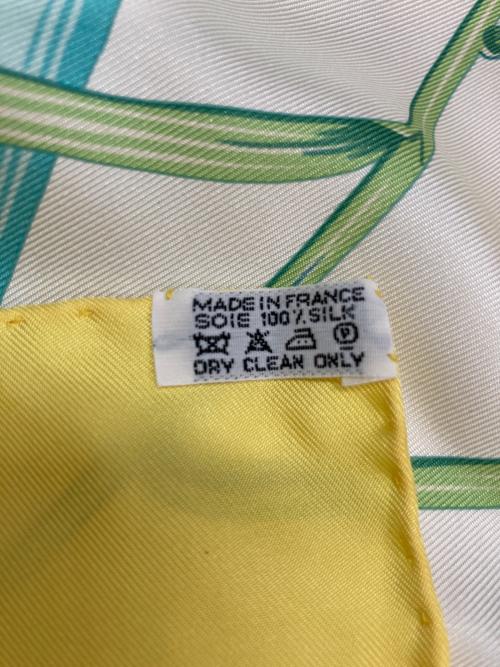 MADE IN FRANCE
SOIE 100% SILK
P
DRY CLEAN ONLY